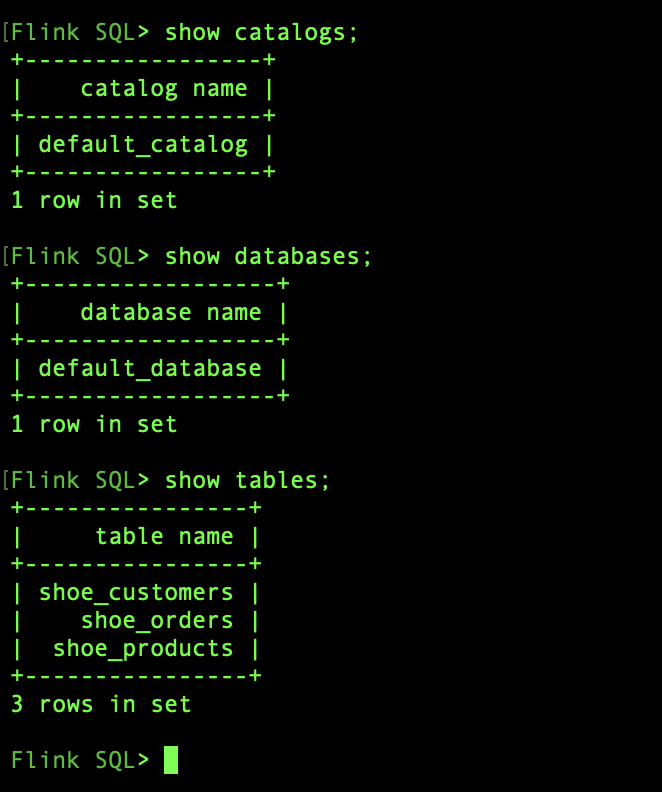 [Flink SQL> show catalogs;
+-----------------+
|    catalog name |
+-----------------+
| default_catalog |
+-----------------+
1 row in set
[Flink SQL> show databases;
+------------------+
|    database name |
+------------------+
| default_database |
+------------------+
1 row in set
[Flink SQL> show tables;
+----------------+
|     table name |
+----------------+
| shoe_customers |
|    shoe_orders |
|  shoe_products |
+----------------+
3 rows in set
Flink SQL>